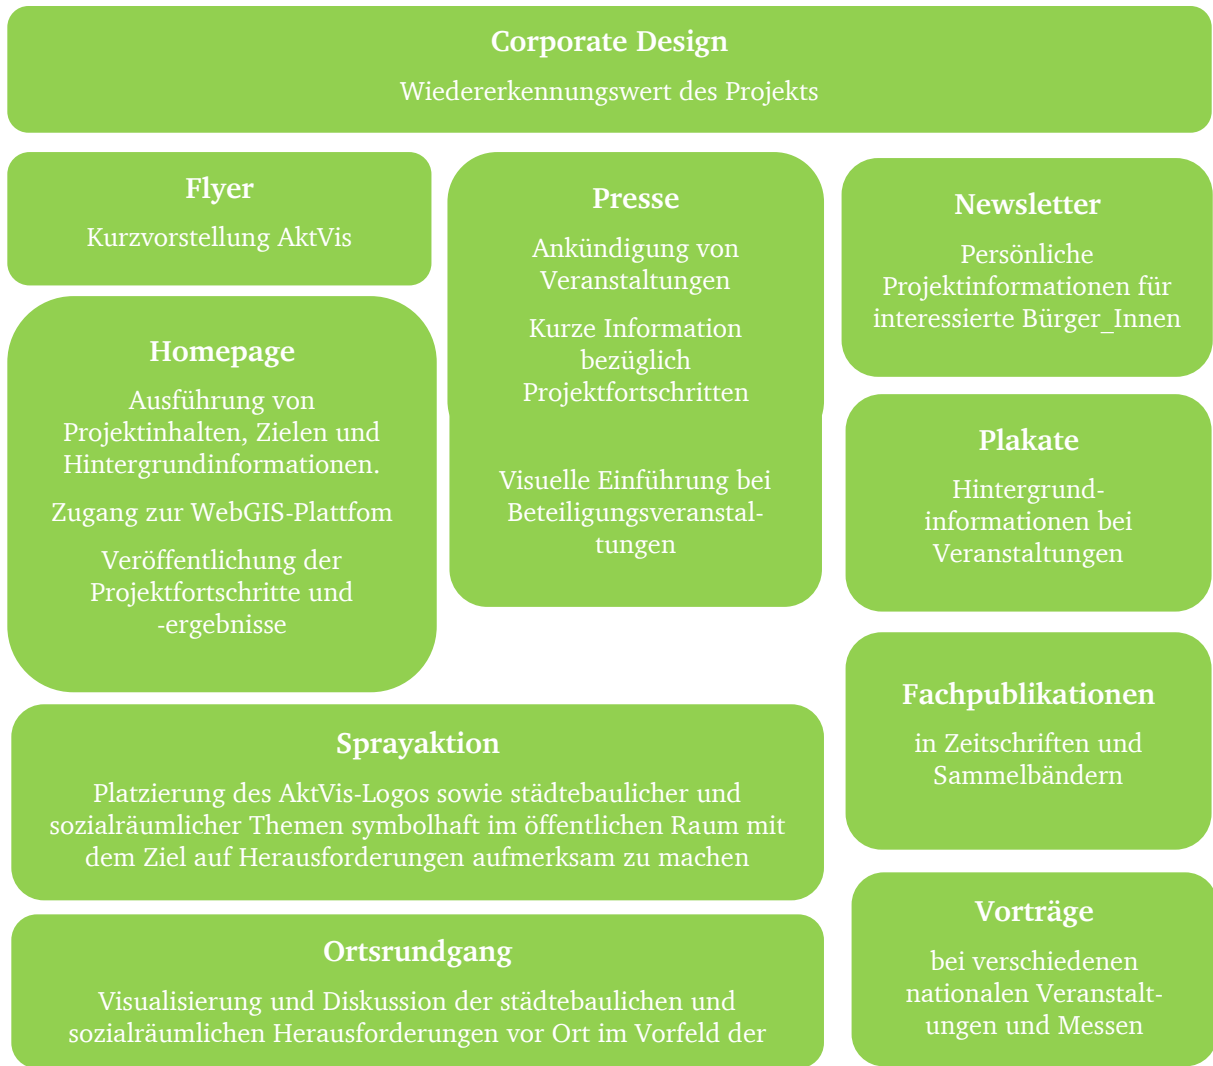 Corporate Design
Wiedererkennungswert des Projekts
Flyer
Kurzvorstellung AktVis
Homepage
Ausführung von
Projektinhalten, Zielen und
Hintergrundinformationen.
Zugang zur WebGIS-Plattfom
Veröffentlichung der
Projektfortschritte und
-ergebnisse
Presse
Ankündigung von
Veranstaltungen
Kurze Information
bezüglich
Projektfortschritten
Visuelle Einführung bei
Beteiligungsveranstal-
tungen
Newsletter
Persönliche
Projektinformationen für
interessierte Bürger_Innen
Plakate
Hintergrund-
informationen bei
Veranstaltungen
Fachpublikationen
in Zeitschriften und
Sammelbändern
Sprayaktion
Platzierung des AktVis-Logos sowie städtebaulicher und
sozialräumlicher Themen symbolhaft im öffentlichen Raum mit
dem Ziel auf Herausforderungen aufmerksam zu machen
Ortsrundgang
Visualisierung und Diskussion der städtebaulichen und
sozialräumlichen Herausforderungen vor Ort im Vorfeld der
Vorträge
bei verschiedenen
nationalen Veranstalt-
ungen und Messen